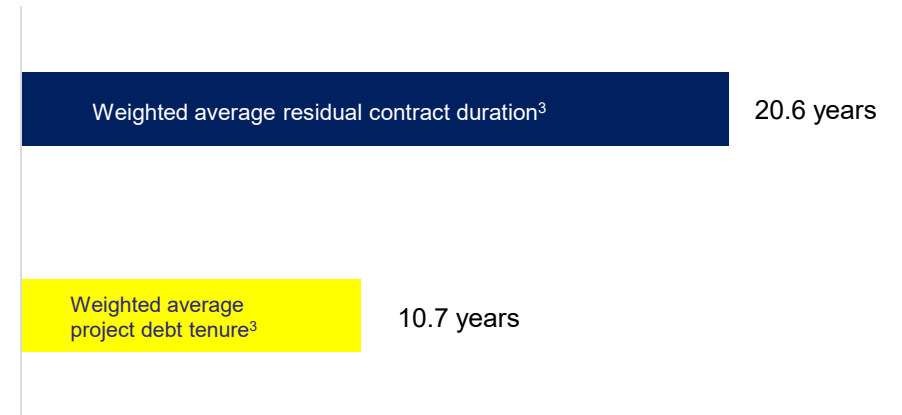 Weighted average residual contract duration³
20.6 years
Weighted average
project debt tenure³
10.7 years